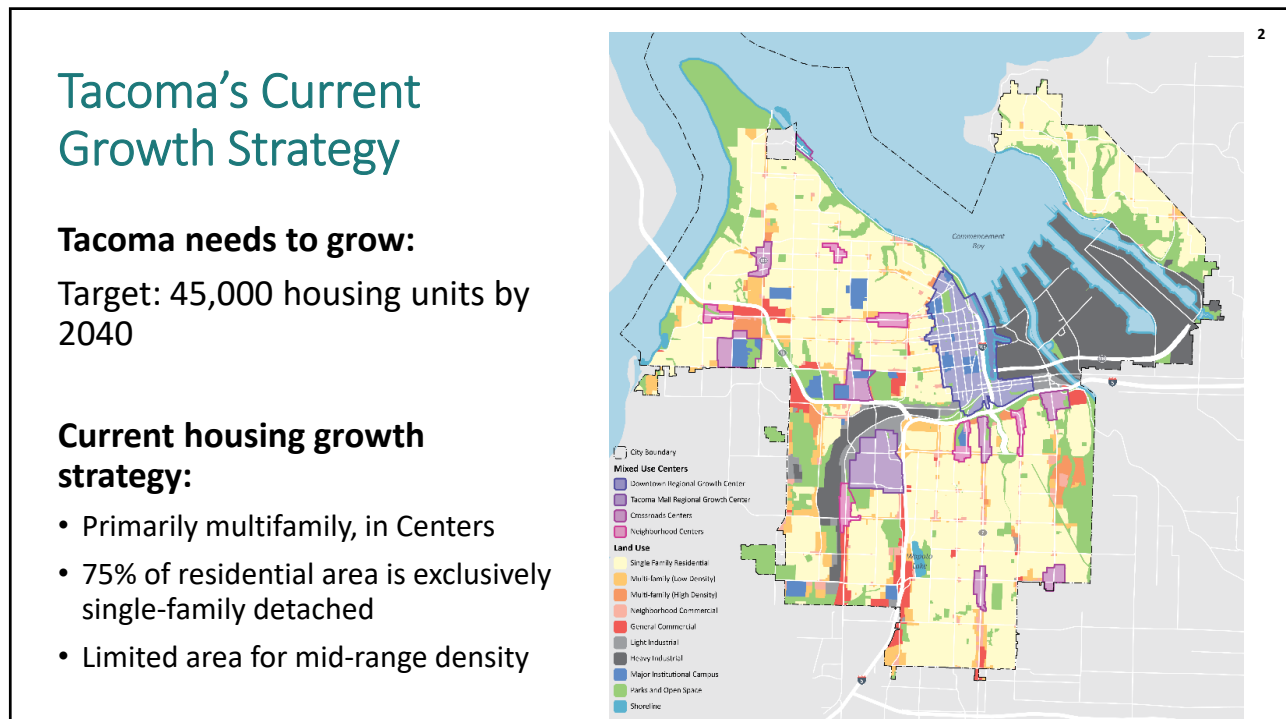 2
Tacoma's Current
Growth Strategy
Tacoma needs to grow:
Target: 45,000 housing units by
2040
Current housing growth
strategy:
• Primarily multifamily, in Centers
• 75% of residential area is exclusively
single-family detached
• Limited area for mid-range density
Commencement
Bay
Wapato
Lake
City Boundary
Mixed Use Centers
Downtown Regional Growth Center
Tacoma Mall Regional Growth Center
Crossroads Centers
Neighborhood Centers
Land Use
Single Family Residential
Multi-family (Low Density)
Multi-family (High Density)
Neighborhood Commercial
General Commercial
Light Industrial
Heavy Industrial
Major Institutional Campus
Parks and Open Space
Shoreline